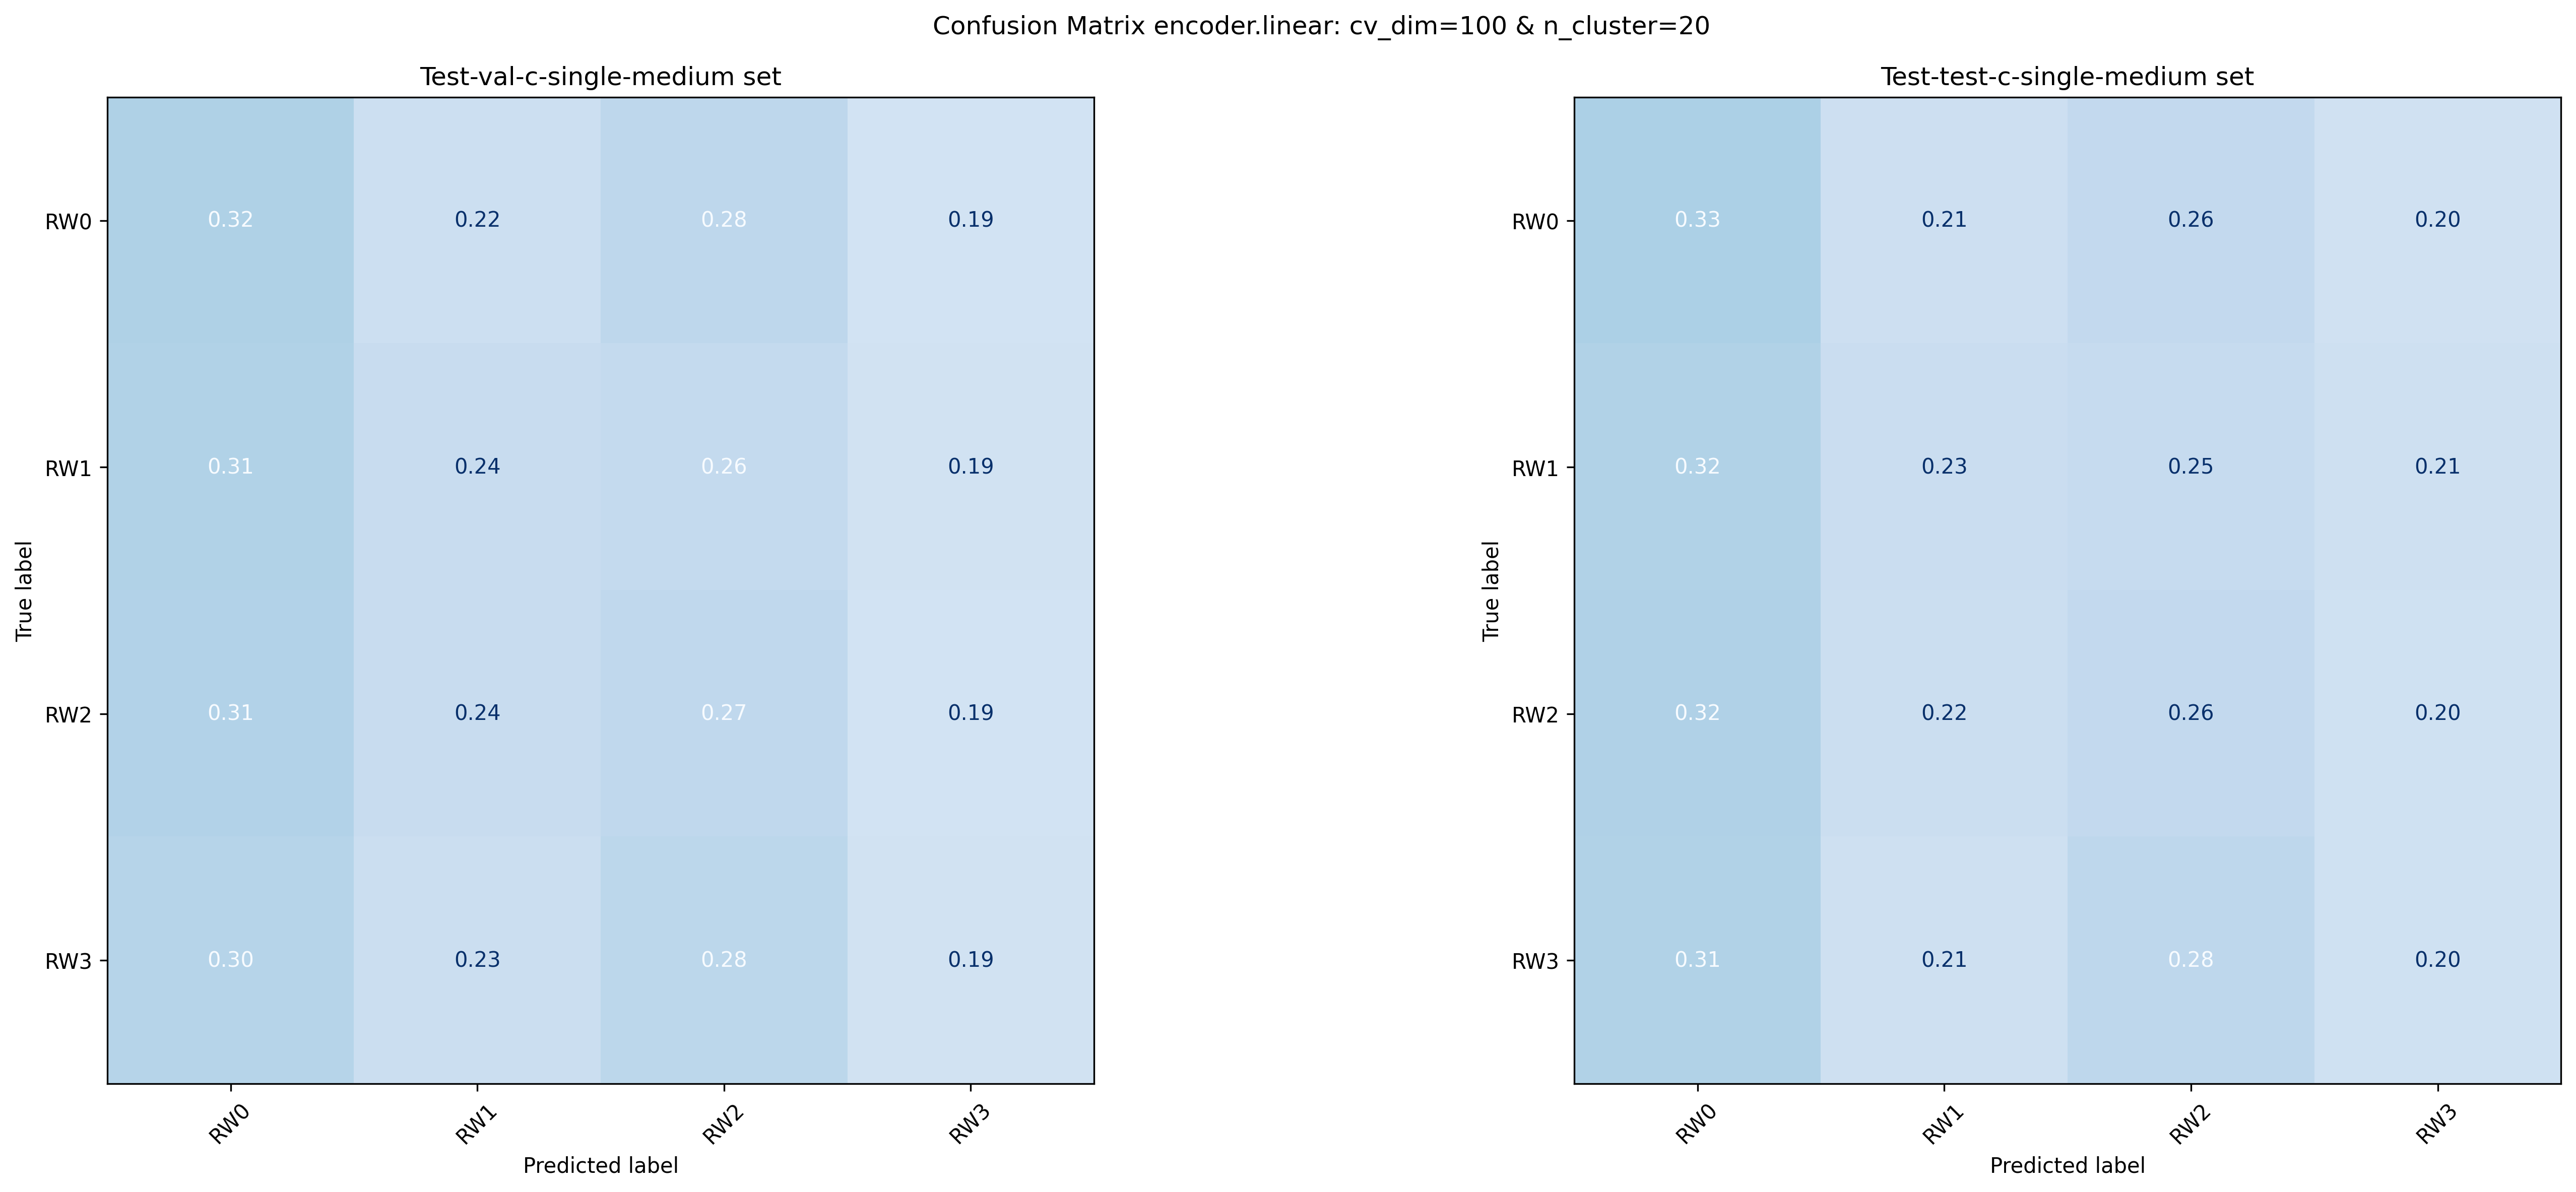 Confusion Matrix encoder.linear: cv_dim=100 & n_cluster=20
Test-val-c-single-medium set
True label
RW0 0.32 0.22 0.28 0.19
RW1 0.31 0.24 0.26 0.19
RW2 0.31 0.24 0.27 0.19
RW3 0.30 0.23 0.28 0.19
RW0 RW1 RW2 RW3
Predicted label
Test-test-c-single-medium set
True label
RW0 0.33 0.21 0.26 0.20
RW1 0.32 0.23 0.25 0.21
RW2 0.32 0.22 0.26 0.20
RW3 0.31 0.21 0.28 0.20
RW0 RW1 RW2 RW3
Predicted label